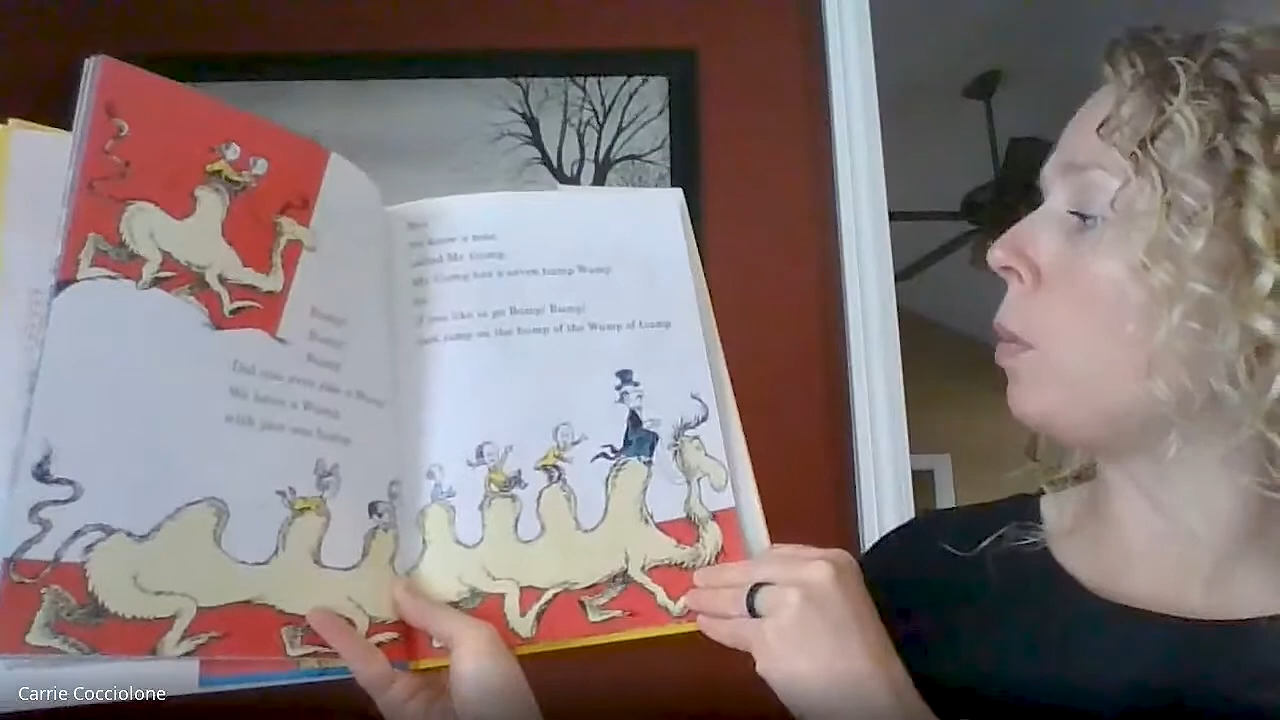 Bump!
Bump!
Bump!
Did you ever ride a Wump?
We have a Wump
with just one hump.
But
we know a man
called Mr. Gump.
Mr. Gump has a seven hump Wump.
So...
if you like to go Bump! Bump!
just jump on the hump of the Wump of Gump.
Carrie Cocciolone